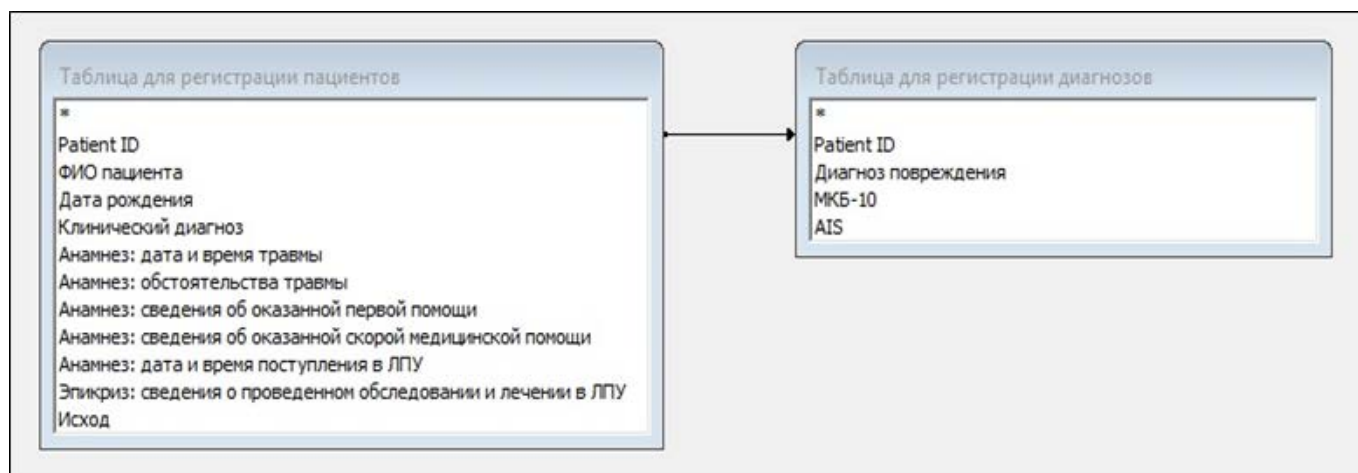 Таблица для регистрации пациентов
*
Patient ID
ФИО пациента
Дата рождения
Клинический диагноз
Анамнез: дата и время травмы
Анамнез: обстоятельства травмы
Анамнез: сведения об оказанной первой помощи
Анамнез: сведения об оказанной скорой медицинской помощи
Анамнез: дата и время поступления в ЛПУ
Эпикриз: сведения о проведенном обследовании и лечении в ЛПУ
Исход
Таблица для регистрации диагнозов
*
Patient ID
Диагноз повреждения
МКБ-10
AIS